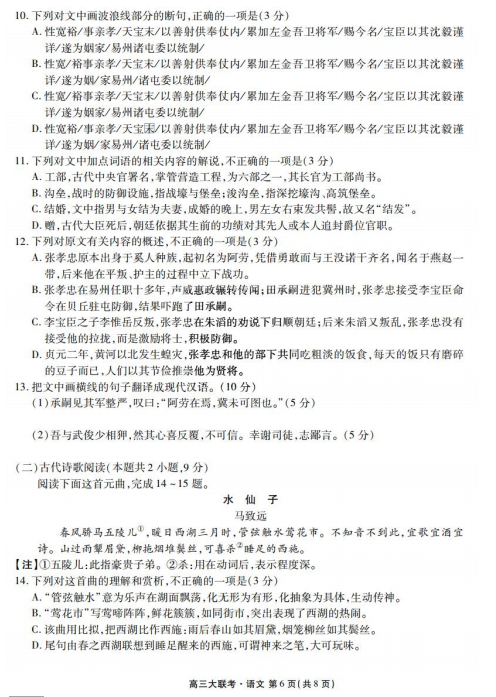 10. 下列对文中画波浪线部分的断句,正确的一项是(3 分)
A. 性宽裕/事亲孝/天宝末/以善射供奉仗内/累加左金吾卫将军/赐今名/宝臣以其沈毅谨
详/遂为姻家/易州诸屯委以统制/
B. 性宽裕/事亲孝/天宝末/以善射供奉仗内/累加左金吾卫将军/赐今名/宝臣以其沈毅谨
详/遂为姻/家易州/诸屯委以统制/
C. 性宽裕/事亲孝/天宝末/以善射供奉仗内/累加左金吾卫将军/赐今名/宝臣以其沈毅谨
详/遂为姻家/易州/诸屯委以统制/
D. 性宽裕/事亲孝/天宝末/以善射供奉仗内/累加左金吾卫将军/赐今名/宝臣以其沈毅谨
详/遂为姻/家易州/诸屯委以统制/
11. 下列对文中加点词语的相关内容的解说,不正确的一项是(3 分)
A. 工部,古代中央官署名,掌管营造工程,为六部之一,其长官为工部尚书。
B. 沟垒,战时的防御设施,指战壕与堡垒;浚沟垒,指深挖壕沟、高筑堡垒。
C. 结婚,文中指男与女结为夫妻,成婚的晚上,男左女右束发共髻,故又名“结发”。
D. 赠,古代大臣死后,朝廷依据其生前的功绩对其先人或本人追封爵位官职。
12. 下列对原文有关内容的概述,不正确的一项是(3 分)
A. 张孝忠原本出身于奚人种族,起初名为阿劳,凭借勇敢而与王没诺干齐名,闻名于燕赵一
带,后来他在平叛、护主的过程中立下战功。
B. 张孝忠在易州任职十多年,声威惠政辗转传闻;田承嗣进犯冀州时,张孝忠接受李宝臣命
令在贝丘驻屯防御,结果吓跑了田承嗣。
C. 李宝臣之子李惟岳反叛,张孝忠在朱滔的劝说下归顺朝廷;后来朱滔又叛乱,张孝忠没有
接受他的拉拢,而是激励将士,积极防御。
D. 贞元二年,黄河以北发生蝗灾,张孝忠和他的部下共同吃粗淡的饭食,每天的饭只有磨碎
的豆子而已,人们以其节俭推崇他为贤将。
13. 把文中画横线的句子翻译成现代汉语。(10 分)
(1)承嗣见其军整严,叹曰:“阿劳在焉,冀未可图也。”(5 分)
(2)吾与武俊少相狎,然其心喜反覆,不可信。幸谢司徒,志鄙言。(5 分)
(二)古代诗歌阅读(本题共 2 小题,9 分)
阅读下面这首元曲,完成 14~15 题。
水 仙 子
马致远
春风骄马五陵儿①,暖日西湖三月时,管弦触水莺花市。不知音不到此,宜歌宜酒宜
诗。山过雨颦眉黛,柳拖烟堆鬓丝,可喜杀②睡足的西施。
【注】①五陵儿:此指豪贵子弟。②杀:用在动词后,表示程度深。
14. 下列对这首曲的理解和赏析,不正确的一项是(3 分)
A. “管弦触水”意为乐声在湖面飘荡,化无形为有形,化抽象为具体,生动传神。
B. “莺花市”写莺啼阵阵,鲜花簇簇,如同街市,突出表现了西湖的热闹。
C. 该曲用比拟,把西湖比作西施:雨后春山如其眉黛,烟笼柳丝如其鬓丝。
D. 尾句由春之西湖联想到睡足醒来的西施,可谓神来之笔,大可玩味。
高三大联考·语文 第 6 页(共 8 页)